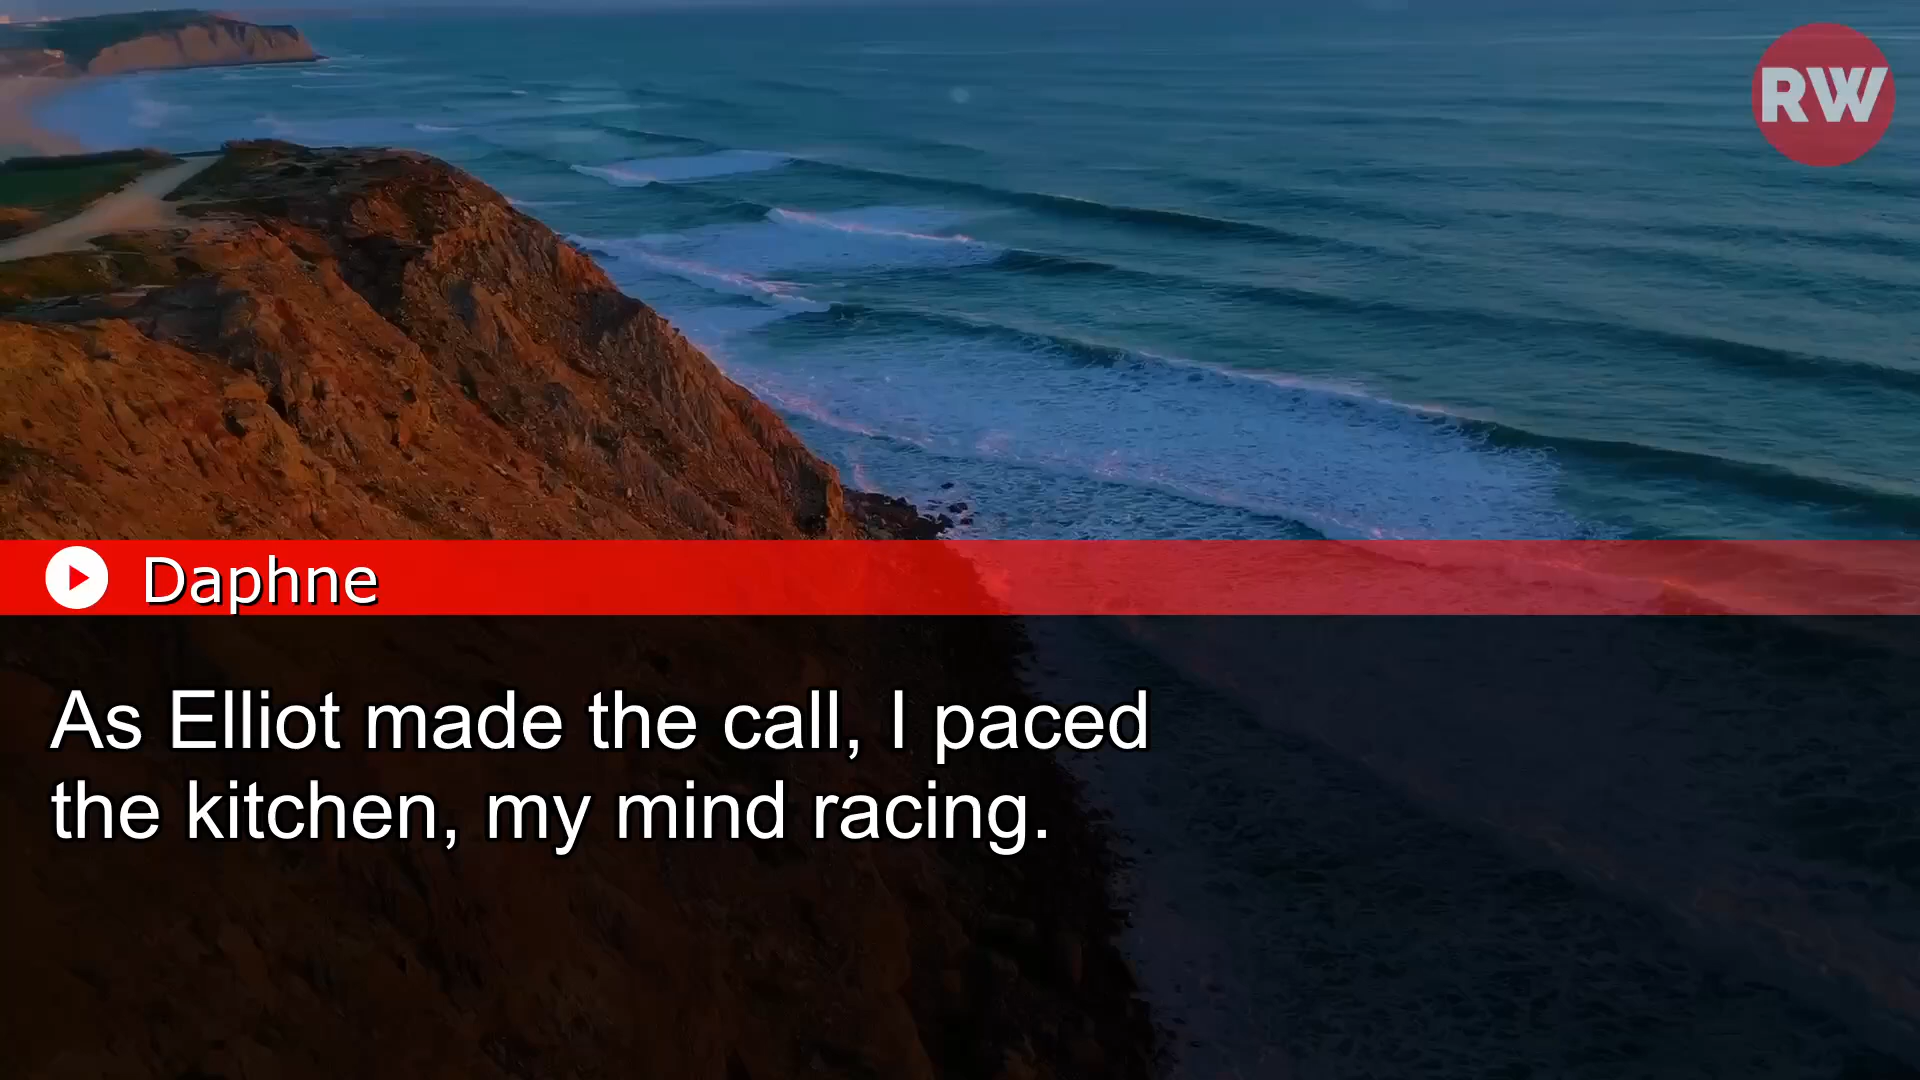 RW
Daphne
As Elliot made the call, I paced
the kitchen, my mind racing.